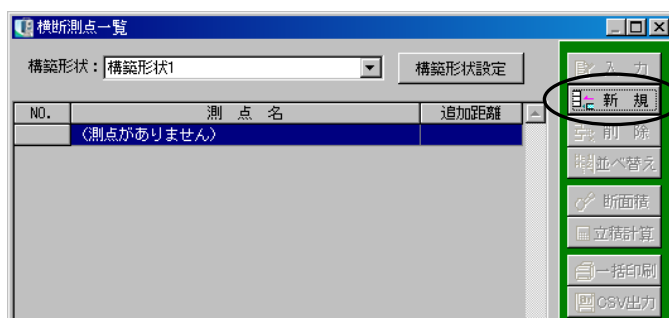 横断測点一覧
構築形状：構築形状1
構築形状設定
NO. 測 点 名 追加距離
(測点がありません)
入 力
新 規
削 除
並べ替え
断面積
立積計算
一括印刷
CSV出力